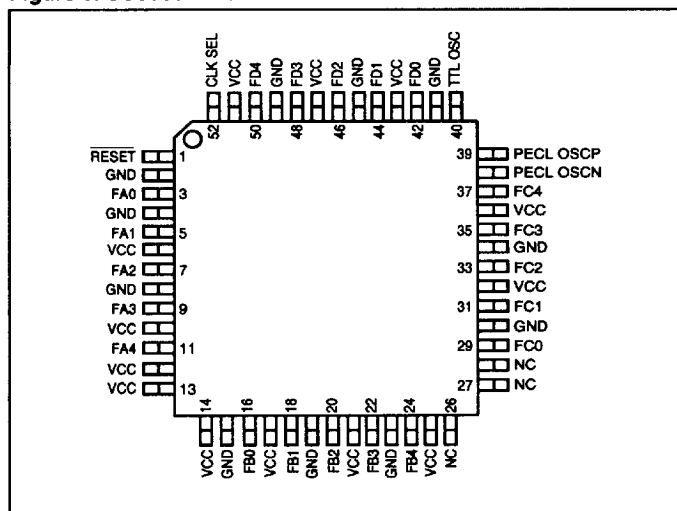 CLK SEL
VCC
FD4
GND
FD3
VCC
FD2
GND
FD1
VCC
FD0
GND
TTL OSC
52
50
48
46
44
42
40
RESET 1
GND
FA0 3
GND
FA1 5
VCC
FA2 7
GND
FA3 9
VCC
FA4 11
VCC
VCC 13
39 PECL OSCP
PECL OSCN
37 FC4
VCC
35 FC3
GND
33 FC2
VCC
31 FC1
GND
29 FC0
NC
27 NC
14
16
18
20
22
24
26
VCC
GND
FB0
VCC
FB1
GND
FB2
VCC
FB3
GND
FB4
VCC
NC